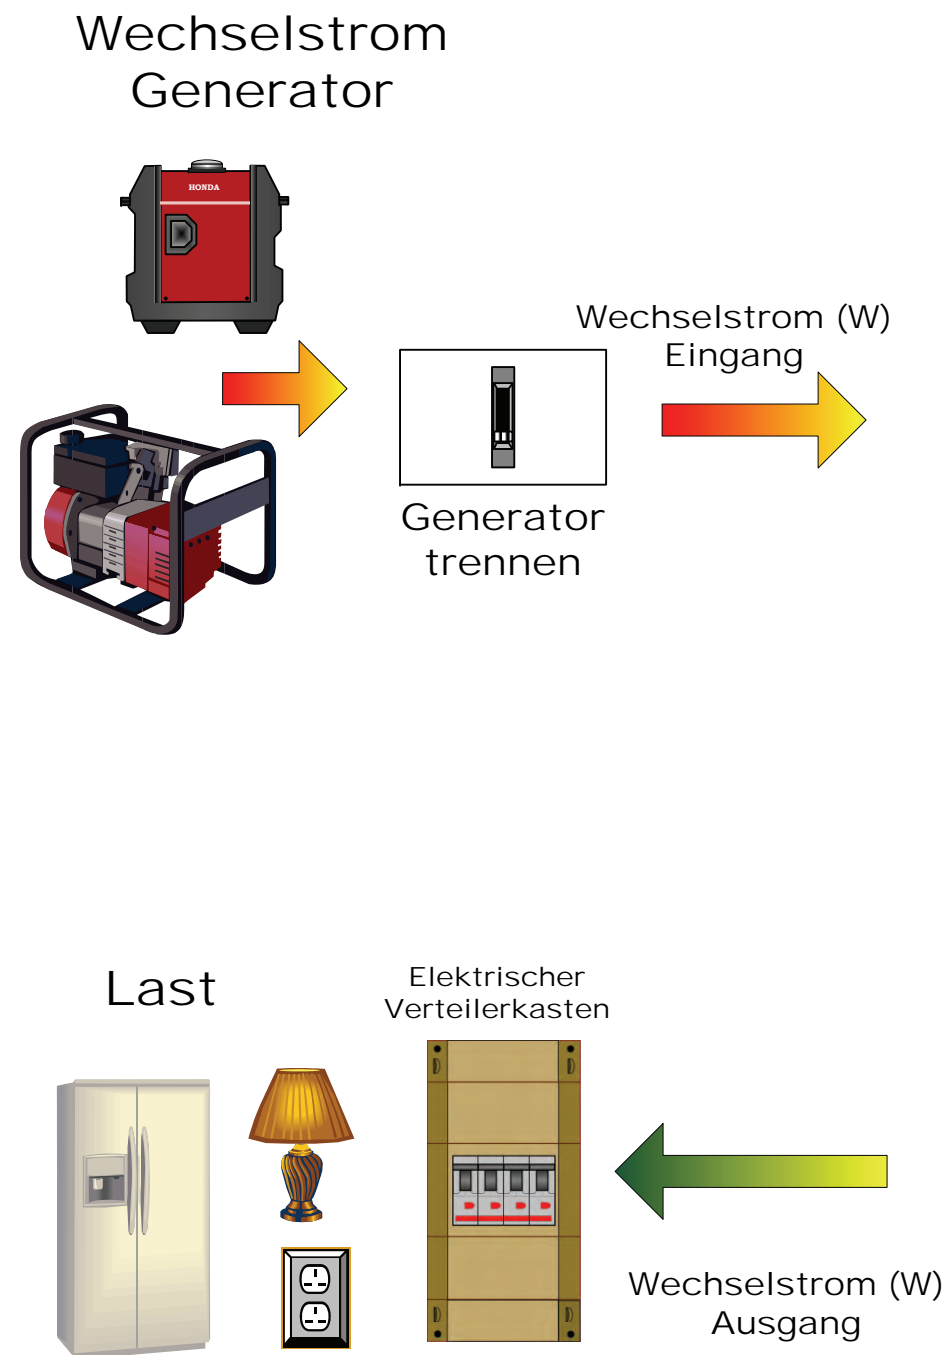 Wechselstrom
Generator
HONDA
Wechselstrom (W)
Eingang
Generator
trennen
Last
Elektrischer
Verteilerkasten
Wechselstrom (W)
Ausgang